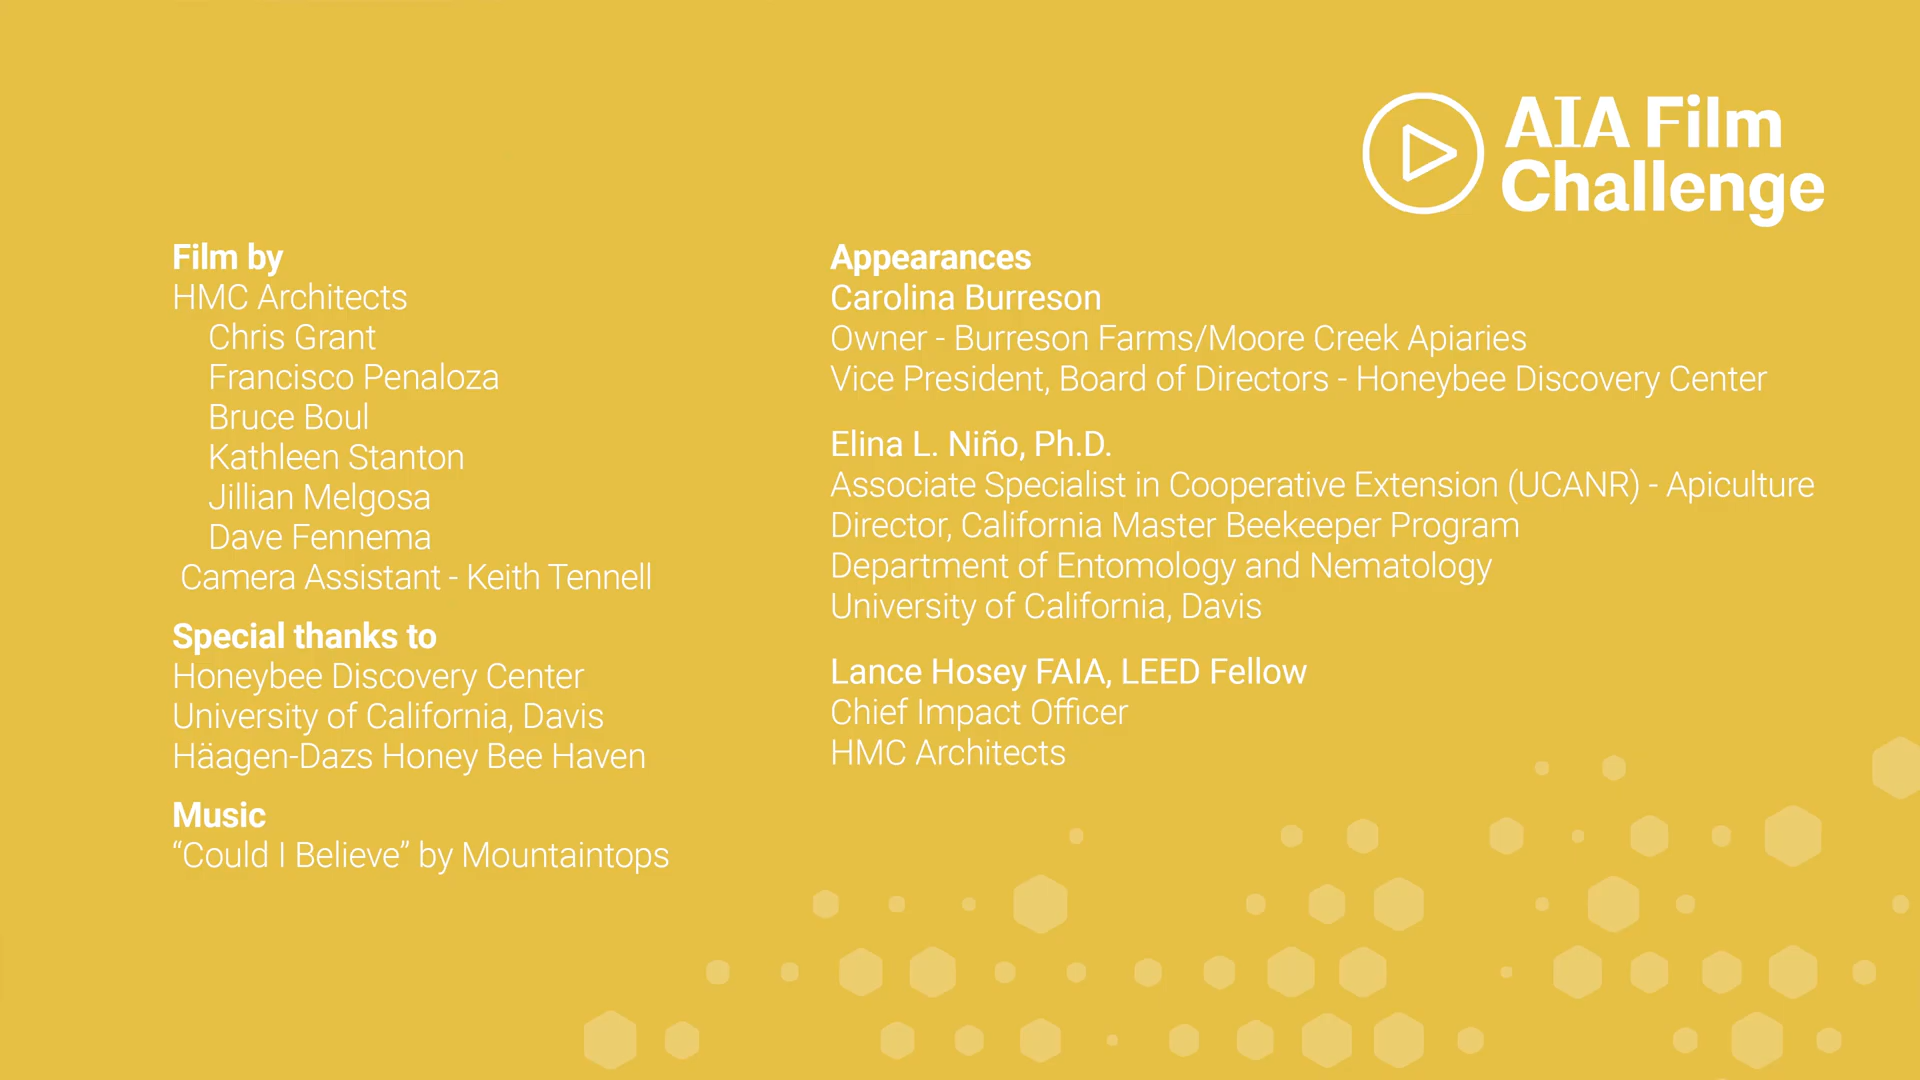 AIA Film
Challenge
Film by
HMC Architects
Chris Grant
Francisco Penaloza
Bruce Boul
Kathleen Stanton
Jillian Melgosa
Dave Fennema
Camera Assistant - Keith Tennell
Special thanks to
Honeybee Discovery Center
University of California, Davis
Häagen-Dazs Honey Bee Haven
Music
“Could I Believe” by Mountaintops
Appearances
Carolina Burreson
Owner - Burreson Farms/Moore Creek Apiaries
Vice President, Board of Directors - Honeybee Discovery Center
Elina L. Niño, Ph.D.
Associate Specialist in Cooperative Extension (UCANR) - Apiculture
Director, California Master Beekeeper Program
Department of Entomology and Nematology
University of California, Davis
Lance Hosey FAIA, LEED Fellow
Chief Impact Officer
HMC Architects